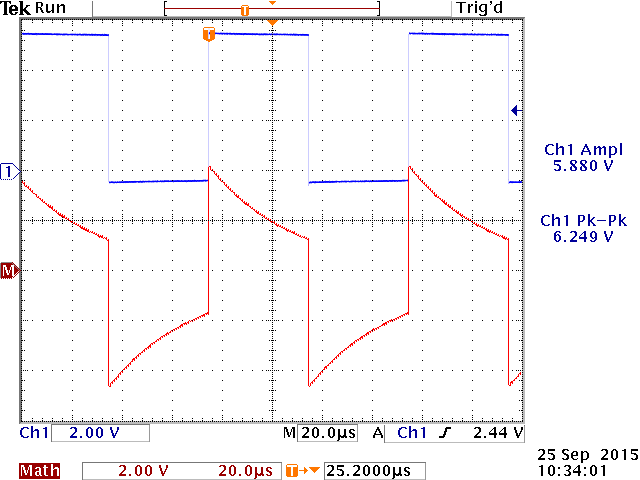 Tek Run Trig'd
T
T
1
Ch1 Ampl
5.880 V
Ch1 Pk-Pk
6.249 V
M
Ch1 2.00 V M 20.0µs A Ch1 2.44 V
Math 2.00 V 20.0µs T 25.2000µs
25 Sep 2015
10:34:01